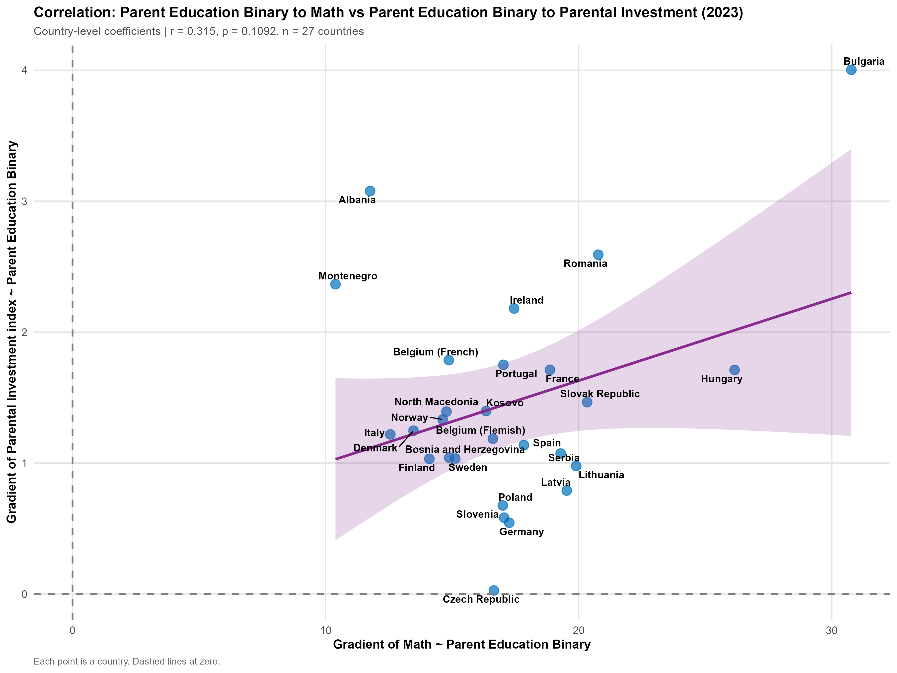 Correlation: Parent Education Binary to Math vs Parent Education Binary to Parental Investment (2023)
Country-level coefficients | r = 0.315, p = 0.1092, n = 27 countries
Gradient of Parental Investment index ~ Parent Education Binary
4
3
2
1
0
Bulgaria
Albania
Romania
Montenegro
Ireland
Belgium (French)
Portugal
France
Hungary
Slovak Republic
North Macedonia
Kosovo
Norway
Italy
Belgium (Flemish)
Denmark
Bosnia and Herzegovina
Spain
Serbia
Finland
Sweden
Lithuania
Latvia
Poland
Slovenia
Germany
Czech Republic
0
10
20
30
Gradient of Math ~ Parent Education Binary
Each point is a country. Dashed lines at zero.